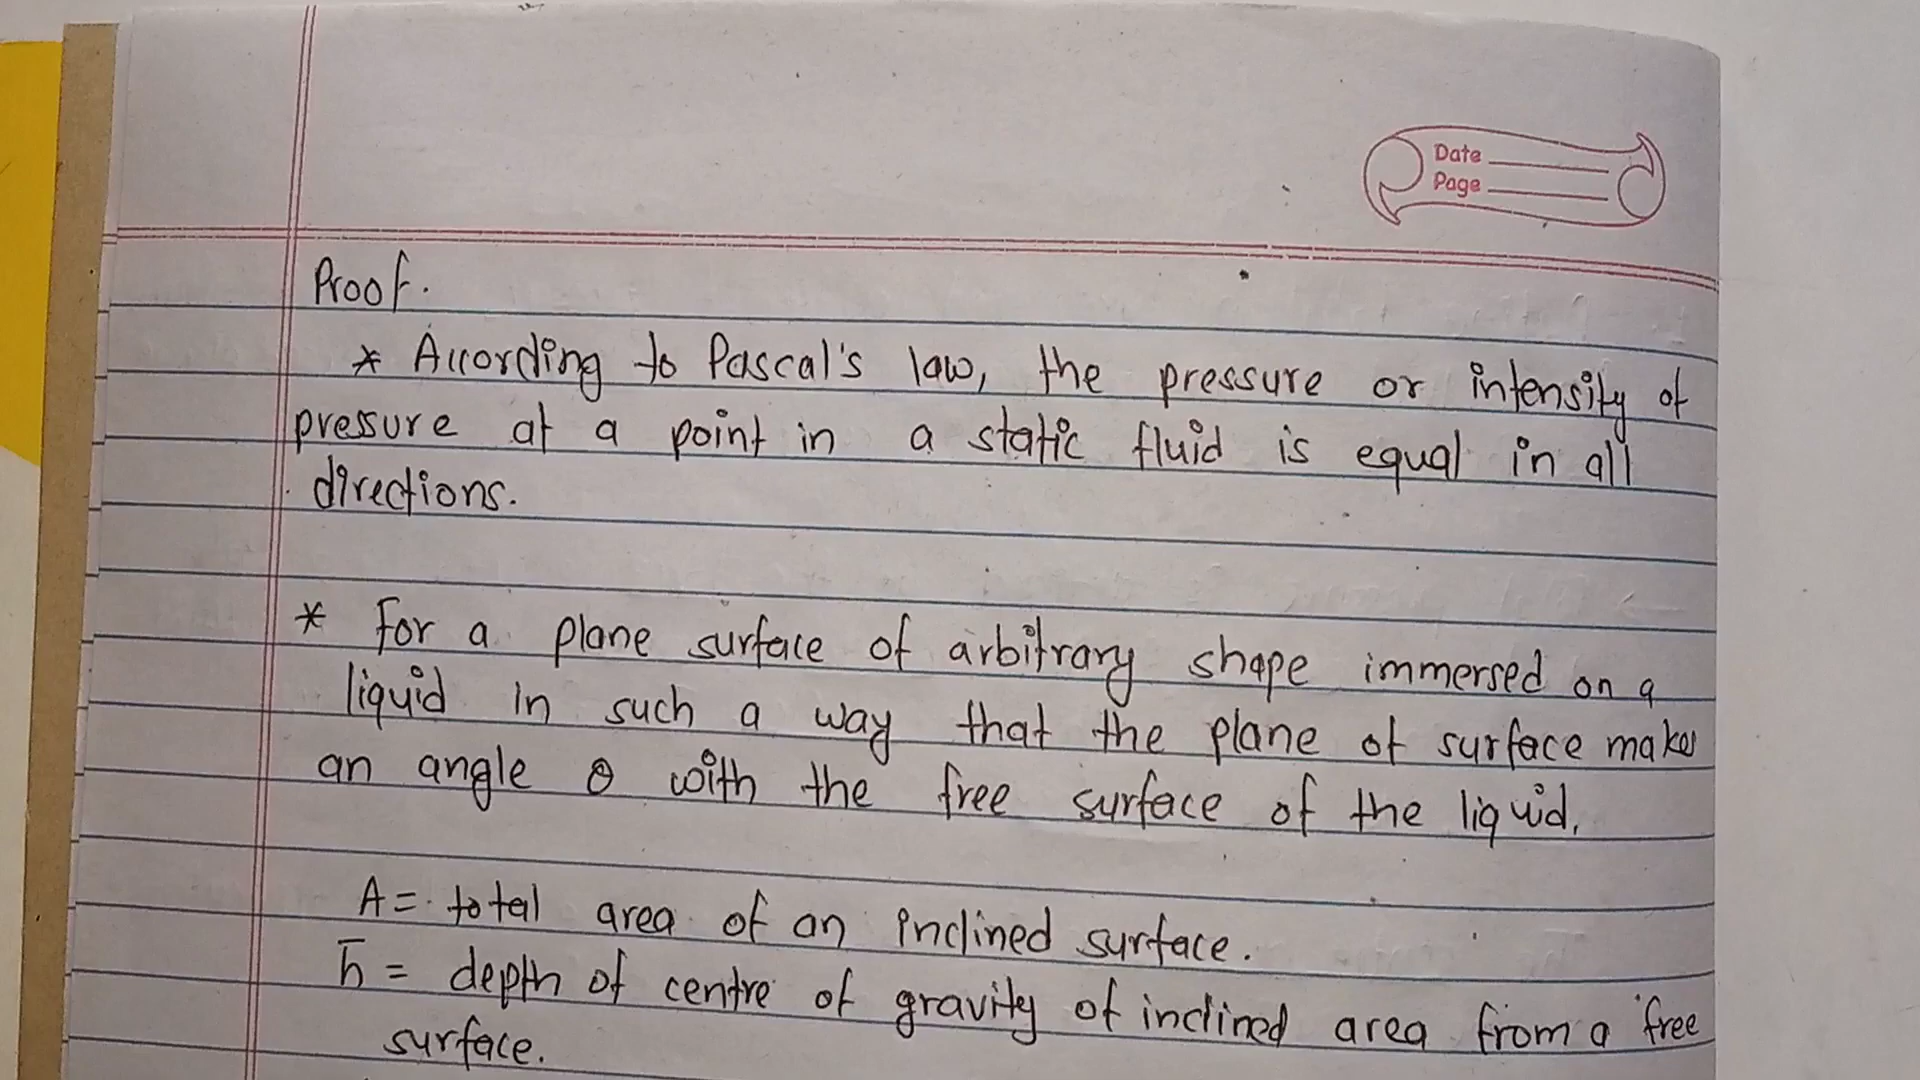 Date
Page
Proof.
* According to Pascal's law, the pressure or intensity of
pressure at a point in a static fluid is equal in all
directions.
* For a plane surface of arbitrary shape immersed on a
liquid in such a way that the plane of surface makes
an angle θ with the free surface of the liquid.
A = total area of an inclined surface.
h̄ = depth of centre of gravity of inclined area from a free
surface.